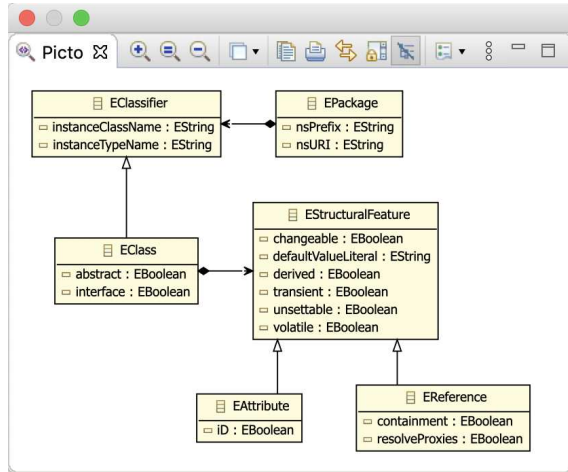 Picto
EClassifier
instanceClassName : EString
instanceTypeName : EString
EPackage
nsPrefix : EString
nsURI : EString
EClass
abstract : EBoolean
interface : EBoolean
EStructuralFeature
changeable : EBoolean
defaultValueLiteral : EString
derived : EBoolean
transient : EBoolean
unsettable : EBoolean
volatile : EBoolean
EAttribute
iD : EBoolean
EReference
containment : EBoolean
resolveProxies : EBoolean